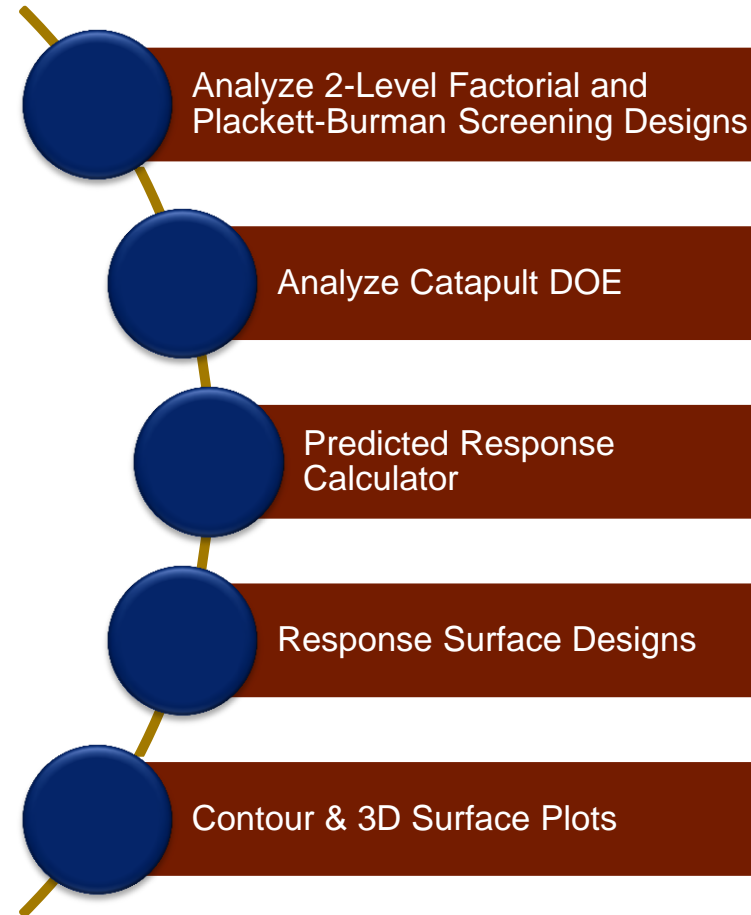 Analyze 2-Level Factorial and
Plackett-Burman Screening Designs
Analyze Catapult DOE
Predicted Response
Calculator
Response Surface Designs
Contour & 3D Surface Plots